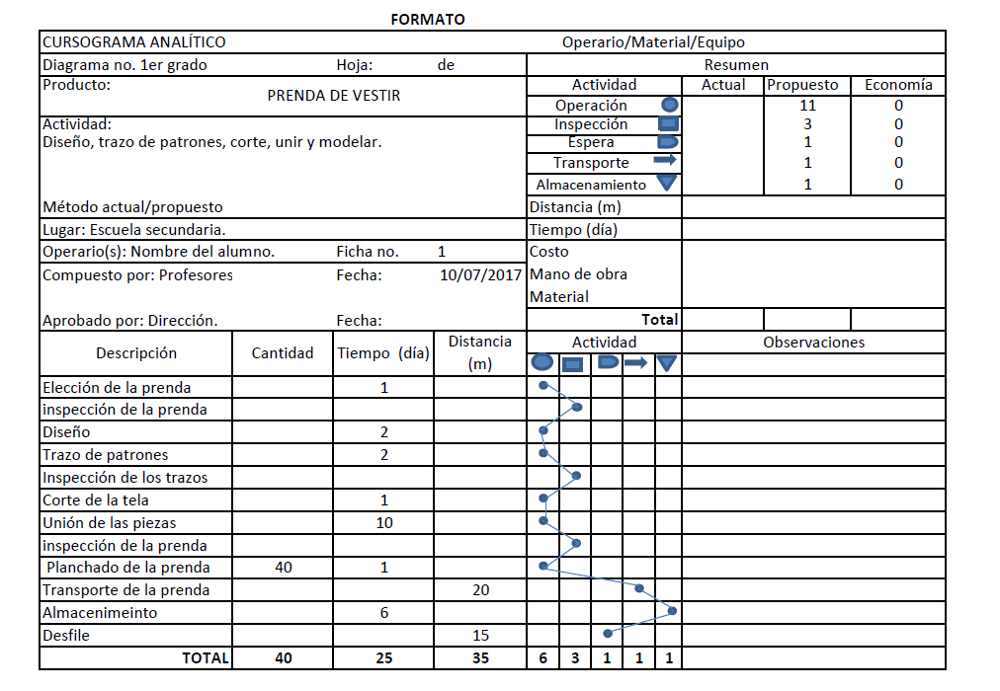 FORMATO
CURSOGRAMA ANALÍTICO Operario/Material/Equipo
Diagrama no. 1er grado Hoja: de Resumen
Producto: Actividad Actual Propuesto Economía
PRENDA DE VESTIR
Operación 11 0
Actividad: Inspección 3 0
Diseño, trazo de patrones, corte, unir y modelar. Espera 1 0
Transporte 1 0
Almacenamiento 1 0
Método actual/propuesto Distancia (m)
Lugar: Escuela secundaria. Tiempo (día)
Operario(s): Nombre del alumno. Ficha no. 1 Costo
Compuesto por: Profesores Fecha: 10/07/2017 Mano de obra
Material
Aprobado por: Dirección. Fecha: Total
Descripción Cantidad Tiempo (día) Distancia (m) Actividad Observaciones
Elección de la prenda 1
inspección de la prenda
Diseño 2
Trazo de patrones 2
Inspección de los trazos
Corte de la tela 1
Unión de las piezas 10
inspección de la prenda
Planchado de la prenda 40 1
Transporte de la prenda 20
Almacenimeinto 6
Desfile 15
TOTAL 40 25 35 6 3 1 1 1